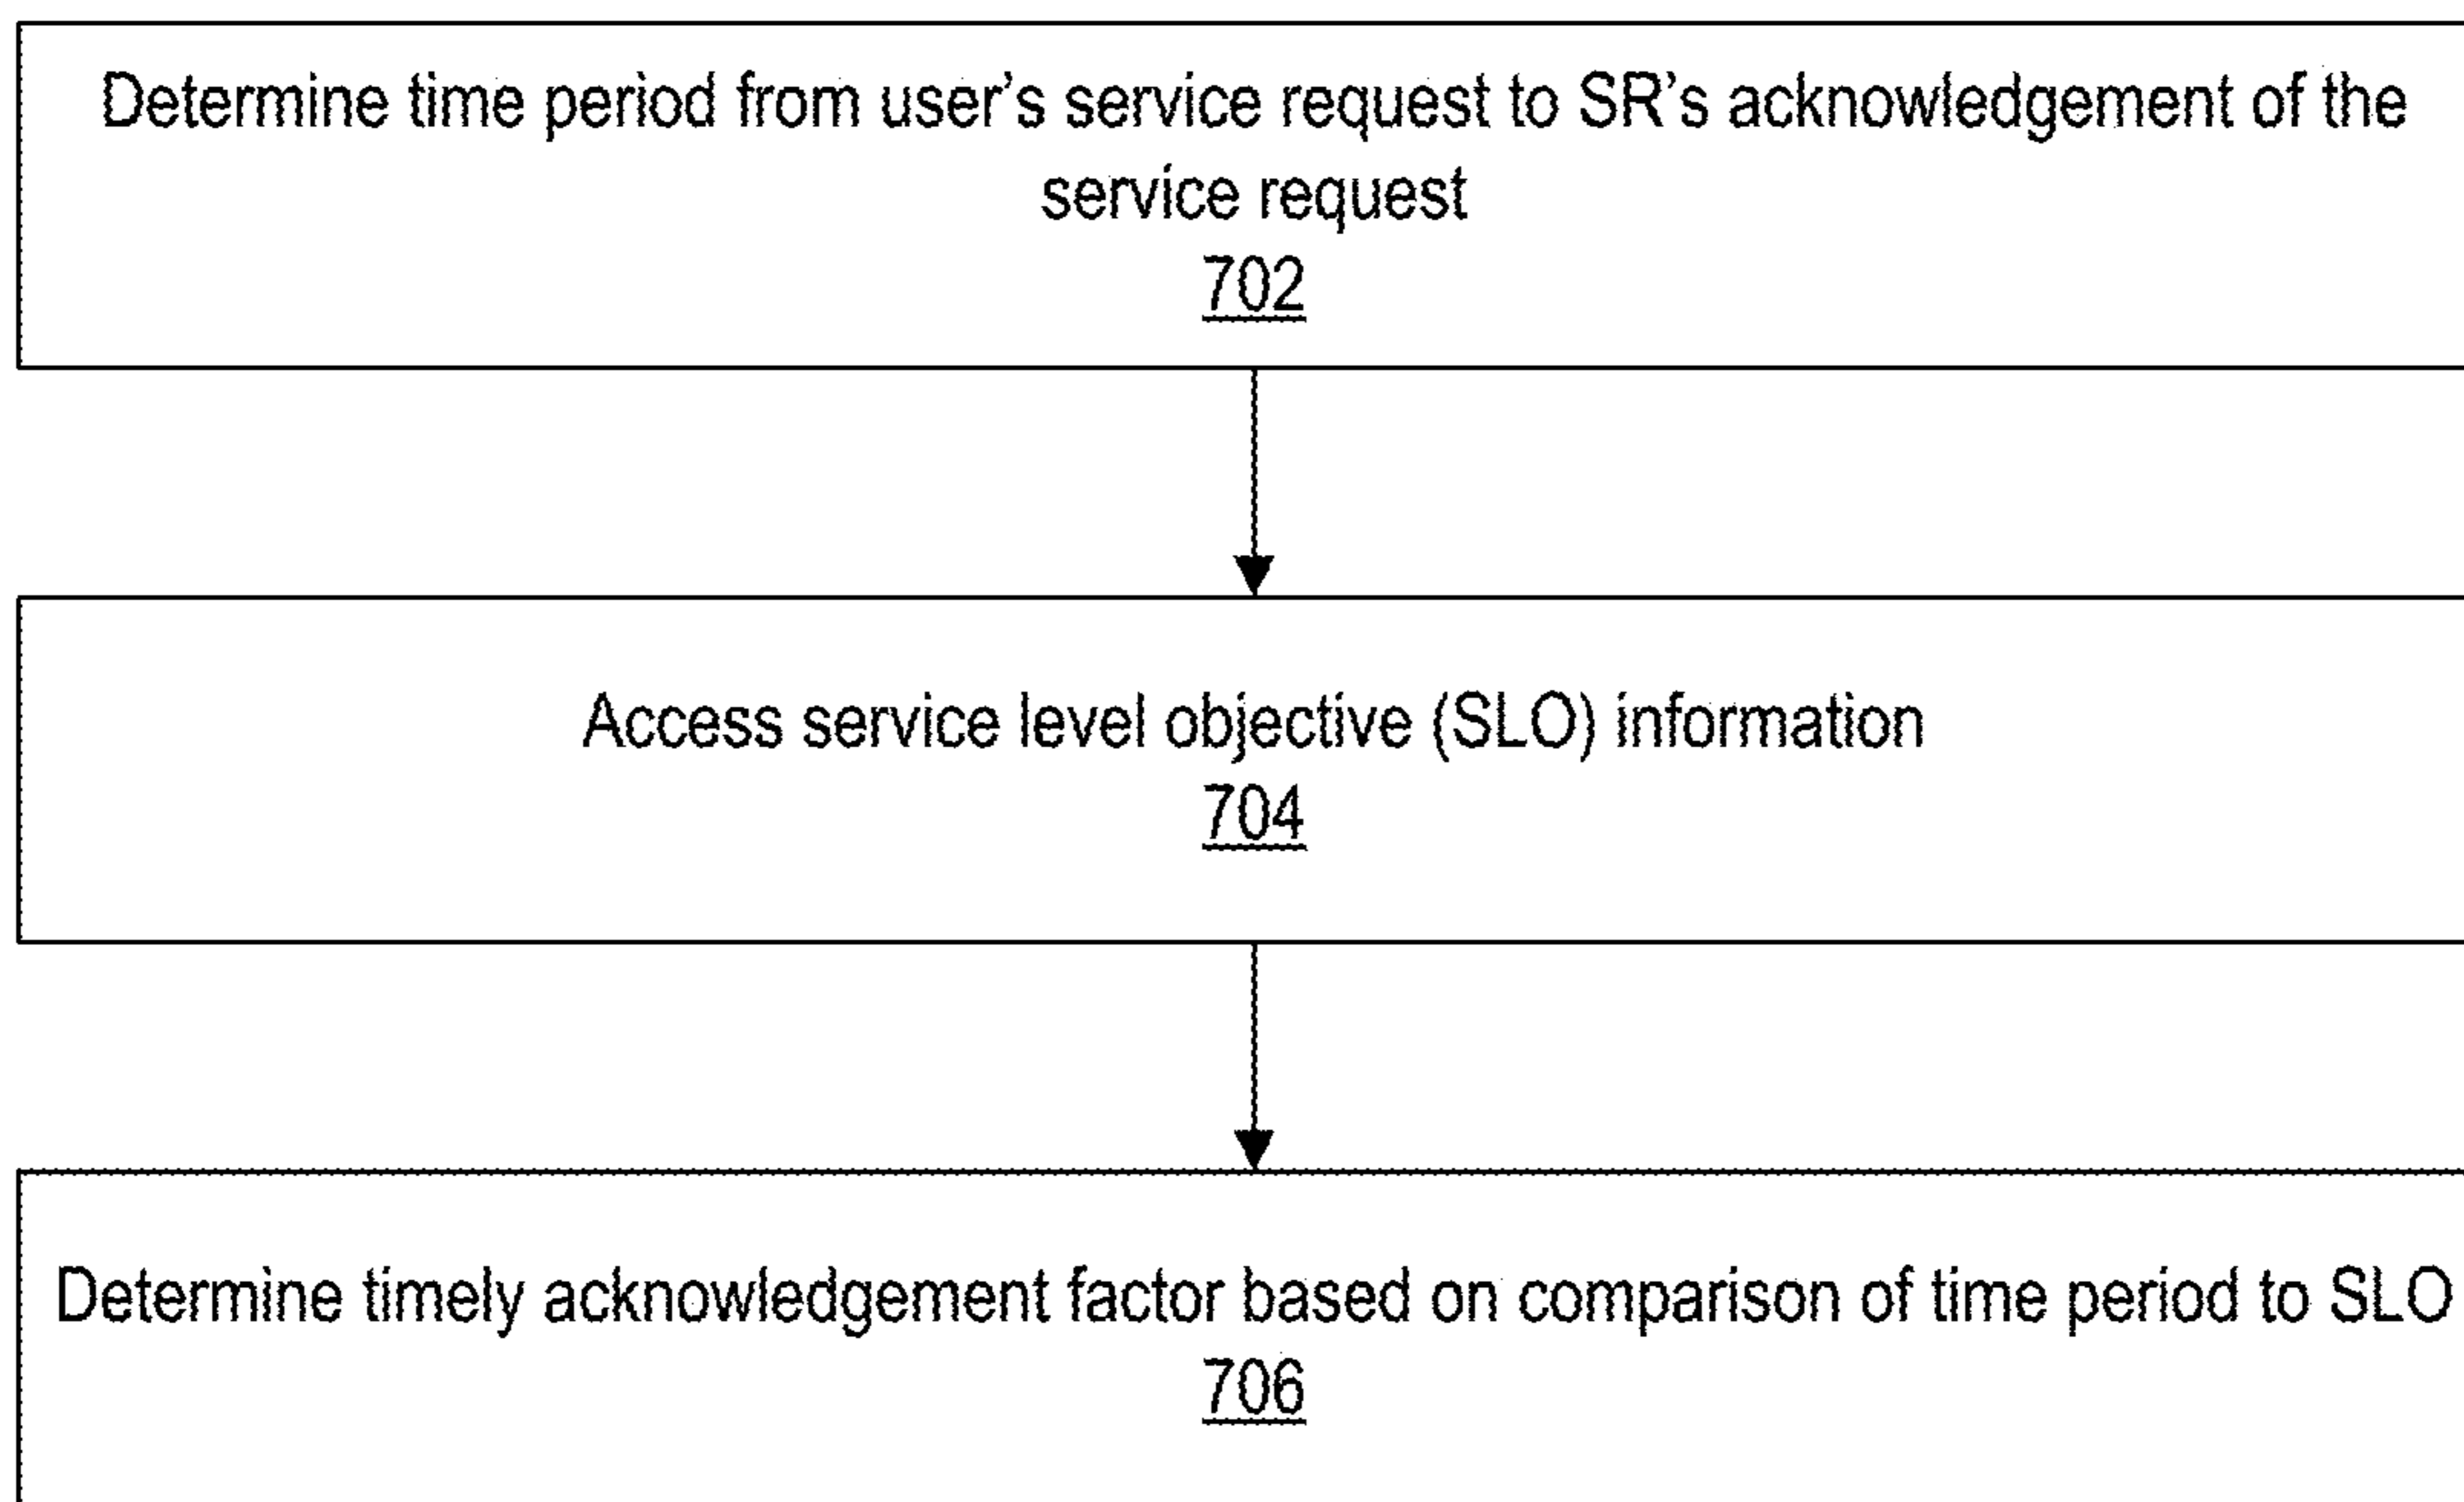 Determine time period from user's service request to SR's acknowledgement of the
service request
702
Access service level objective (SLO) information
704
Determine timely acknowledgement factor based on comparison of time period to SLO
706